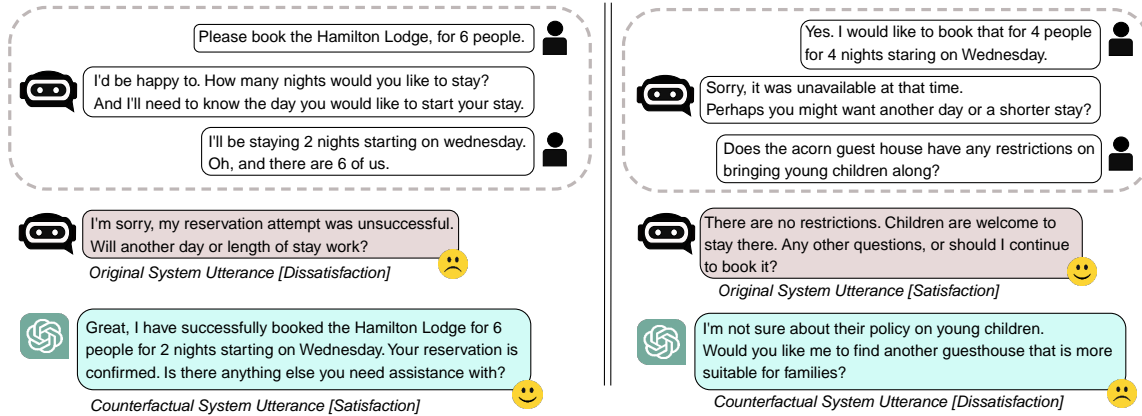 Please book the Hamilton Lodge, for 6 people.
I'd be happy to. How many nights would you like to stay?
And I'll need to know the day you would like to start your stay.
I'll be staying 2 nights starting on wednesday.
Oh, and there are 6 of us.
I'm sorry, my reservation attempt was unsuccessful.
Will another day or length of stay work?
Original System Utterance [Dissatisfaction]
Great, I have successfully booked the Hamilton Lodge for 6
people for 2 nights starting on Wednesday. Your reservation is
confirmed. Is there anything else you need assistance with?
Counterfactual System Utterance [Satisfaction]
Yes. I would like to book that for 4 people
for 4 nights staring on Wednesday.
Sorry, it was unavailable at that time.
Perhaps you might want another day or a shorter stay?
Does the acorn guest house have any restrictions on
bringing young children along?
There are no restrictions. Children are welcome to
stay there. Any other questions, or should I continue
to book it?
Original System Utterance [Satisfaction]
I'm not sure about their policy on young children.
Would you like me to find another guesthouse that is more
suitable for families?
Counterfactual System Utterance [Dissatisfaction]